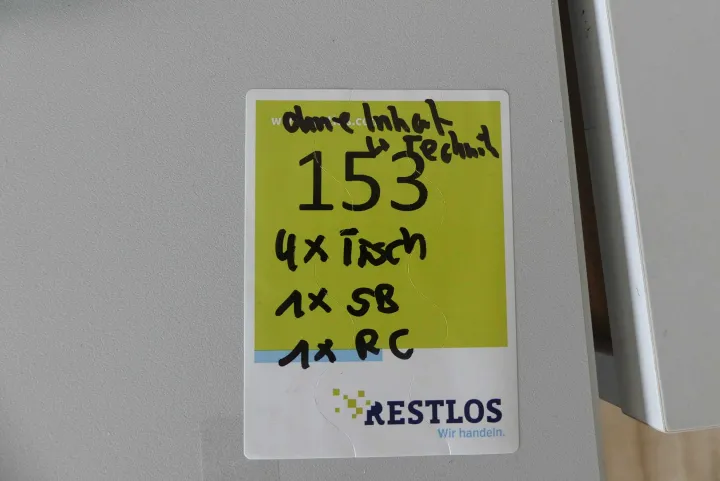 ohne Inhalt
Technik
153
4x Tisch
1x SB
1x RC
RESTLOS
Wir handeln.